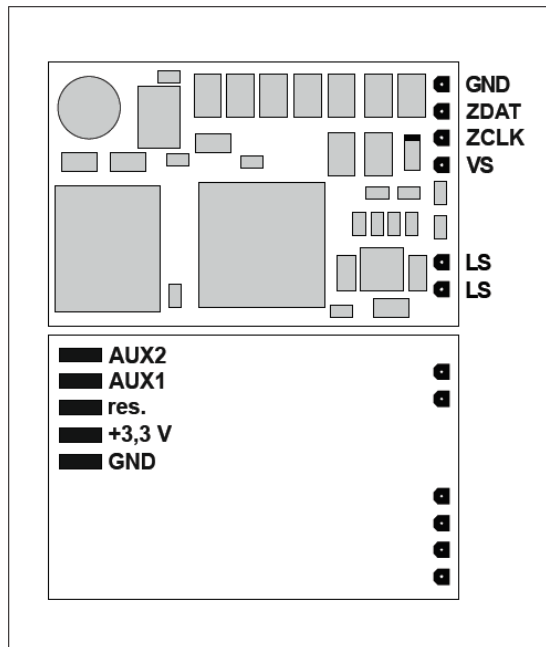 GND
ZDAT
ZCLK
VS
LS
LS
AUX2
AUX1
res.
+3,3 V
GND